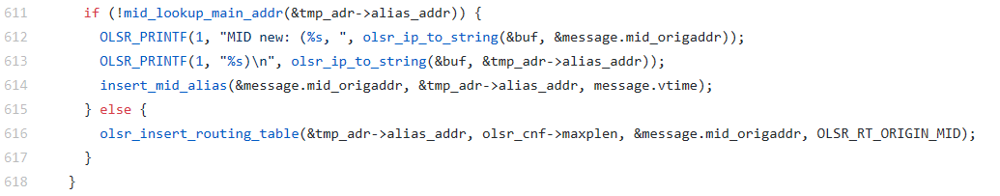 611 if (!mid_lookup_main_addr(&tmp_adr->alias_addr)) {
612 OLSR_PRINTF(1, "MID new: (%s, ", olsr_ip_to_string(&buf, &message.mid_origaddr));
613 OLSR_PRINTF(1, "%s)\n", olsr_ip_to_string(&buf, &tmp_adr->alias_addr));
614 insert_mid_alias(&message.mid_origaddr, &tmp_adr->alias_addr, message.vtime);
615 } else {
616 olsr_insert_routing_table(&tmp_adr->alias_addr, olsr_cnf->maxplen, &message.mid_origaddr, OLSR_RT_ORIGIN_MID);
617 }
618 }